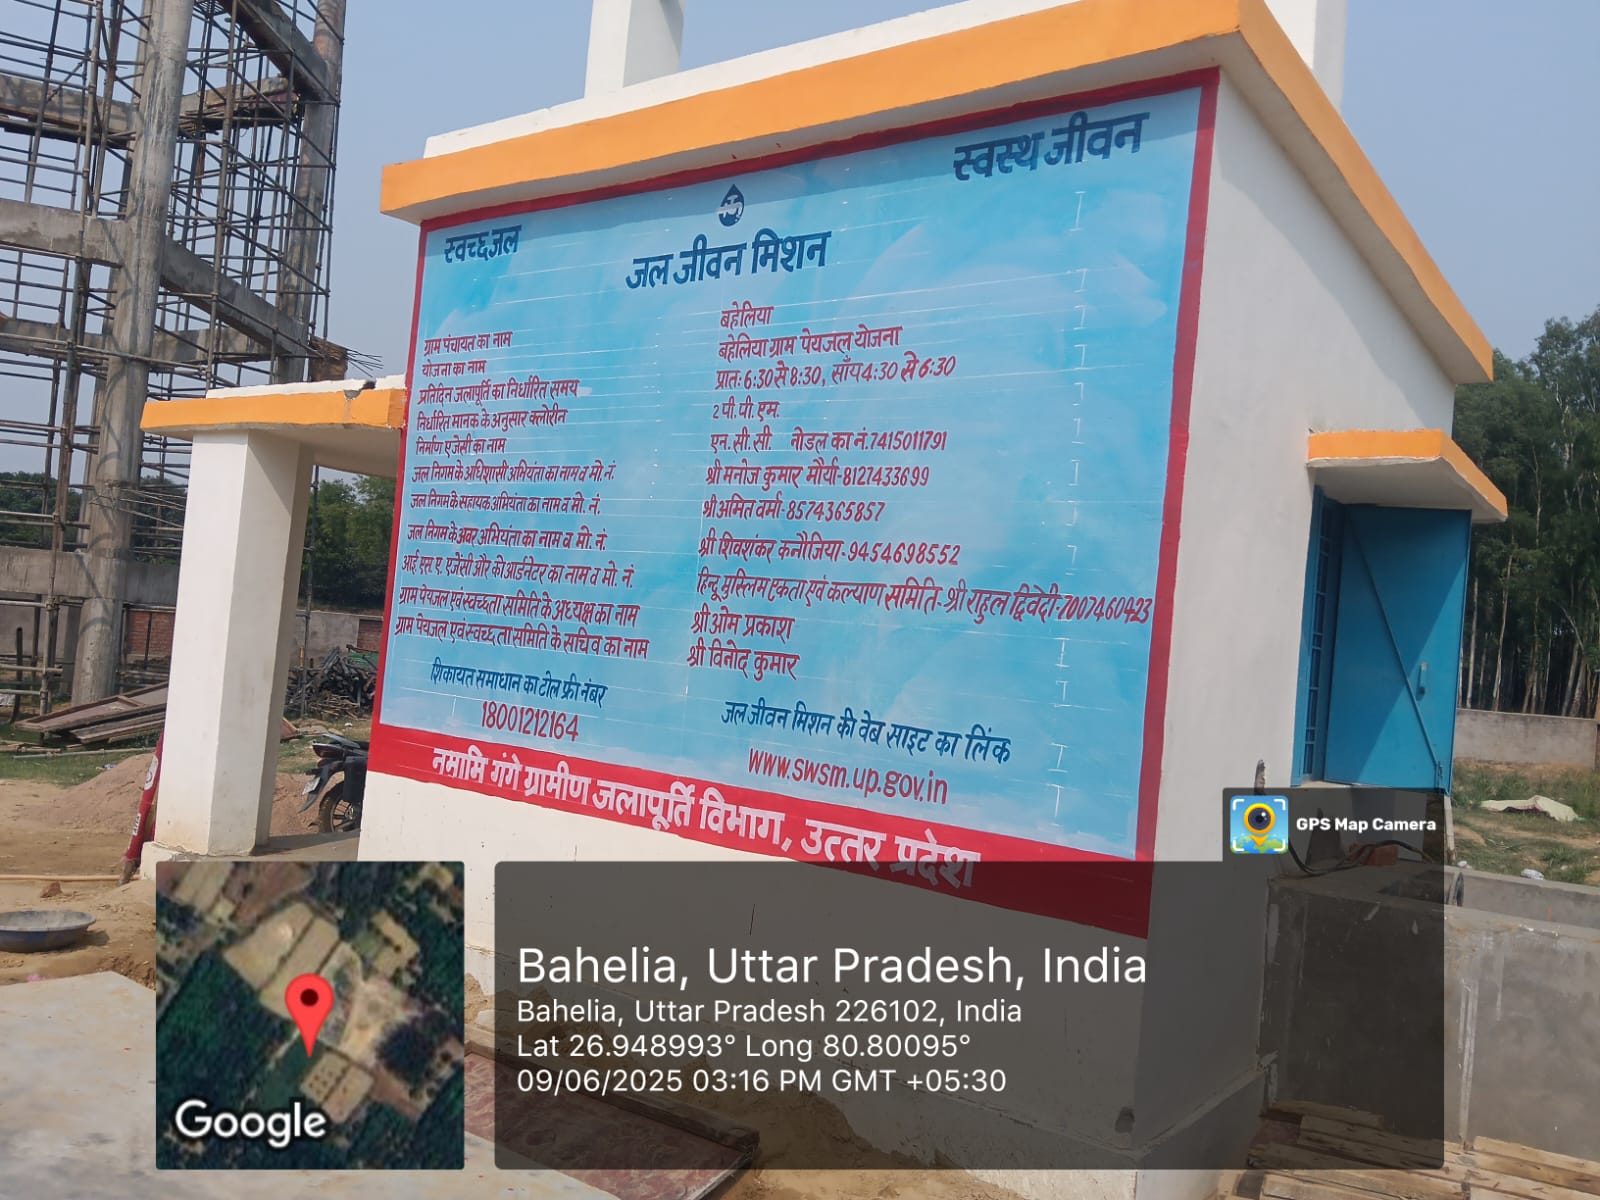 स्वच्छ जल
स्वस्थ जीवन
जल जीवन मिशन
ग्राम पंचायत का नाम बहेलिया
योजना का नाम बहेलिया ग्राम पेयजल योजना
प्रतिदिन जलापूर्ति का निर्धारित समय प्रातः 6:30 से 8:30, साँय 4:30 से 6:30
निर्धारित मानक के अनुसार क्लोरीन 2 पी.पी. एम.
निर्माण एजेंसी का नाम एन. सी. सी. नोडल का नं. 7415011791
जल निगम के अधिशासी अभियंता का नाम व मो. नं. श्री मनोज कुमार मौर्या-8127433699
जल निगम के सहायक अभियंता का नाम व मो. नं. श्री अमित वर्मा-8574365857
जल निगम के अवर अभियंता का नाम व मो. नं. श्री शिवशंकर कनौजिया-9454698552
आई एस. ए. एजेंसी और कोआर्डनेटर का नाम व मो. नं. हिन्दू मुस्लिम एकता एवं कल्याण समिति-श्री राहुल द्विवेदी-7007460423
ग्राम पेयजल एवं स्वच्छता समिति के अध्यक्ष का नाम श्री ओम प्रकाश
ग्राम पेयजल एवं स्वच्छता समिति के सचिव का नाम श्री विनोद कुमार
शिकायत समाधान का टोल फ्री नंबर
18001212164
जल जीवन मिशन की वेब साइट का लिंक
www.swsm.up.gov.in
नमामि गंगे ग्रामीण जलापूर्ति विभाग, उत्तर प्रदेश
GPS Map Camera
Bahelia, Uttar Pradesh, India
Bahelia, Uttar Pradesh 226102, India
Lat 26.948993° Long 80.80095°
09/06/2025 03:16 PM GMT +05:30
Google